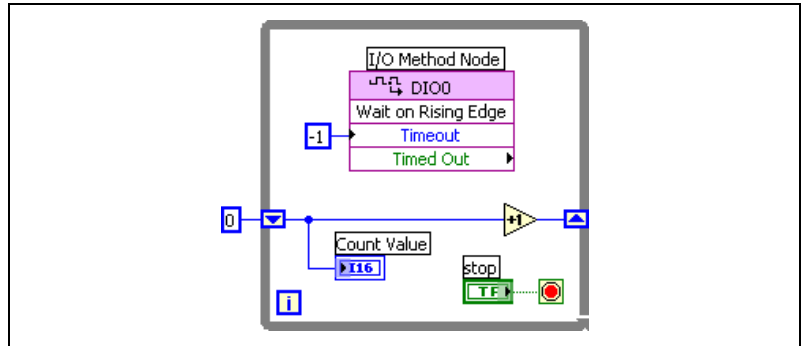 I/O Method Node
DIO0
Wait on Rising Edge
-1
Timeout
Timed Out
0
+1
Count Value
I16
stop
TF
i